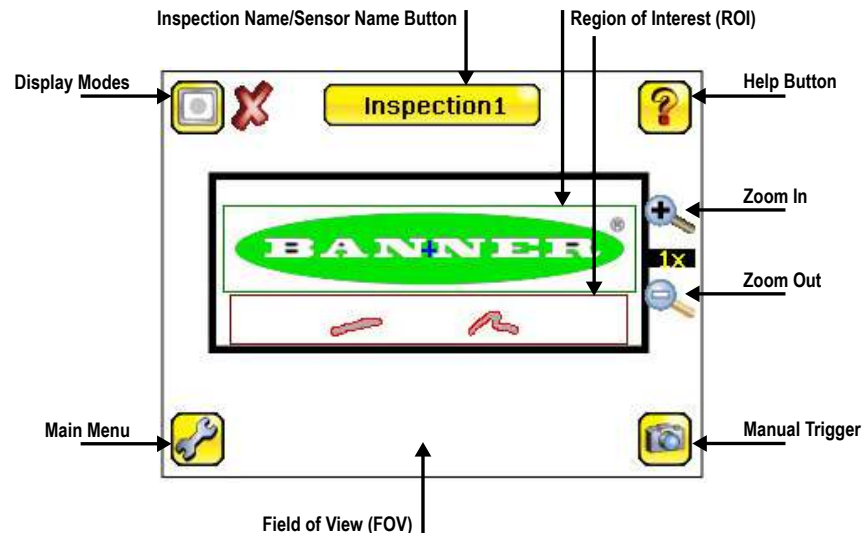 Inspection Name/Sensor Name Button
Region of Interest (ROI)
Display Modes
Inspection1
Help Button
?
Zoom In
BANNER®
1x
Zoom Out
Main Menu
Manual Trigger
Field of View (FOV)